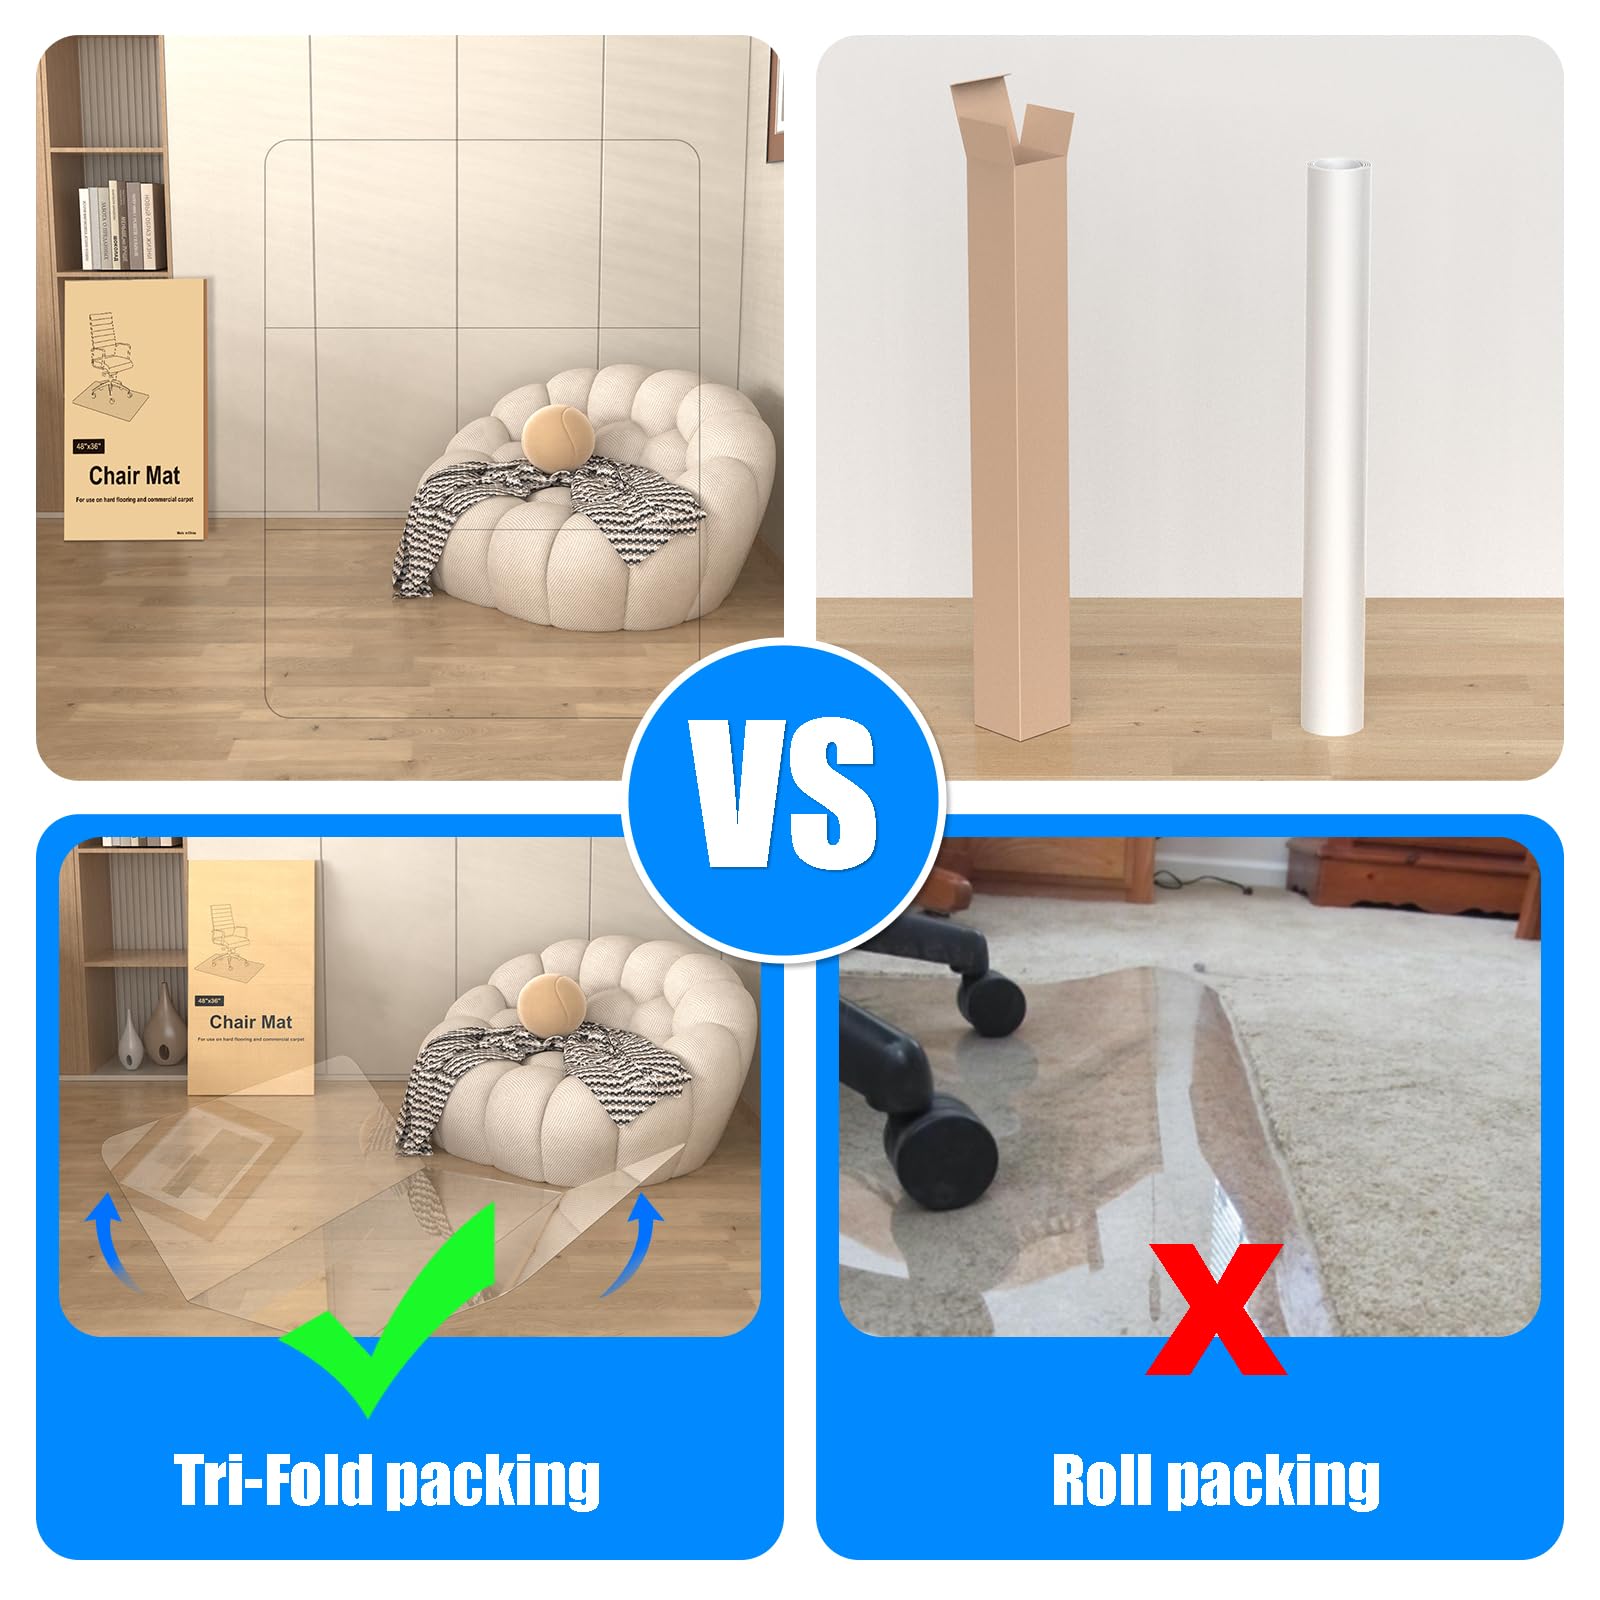 48"x36"
Chair Mat
For use on hard flooring and commercial carpet
Made in China
VS
48"x36"
Chair Mat
For use on hard flooring and commercial carpet
Tri-Fold packing
X
Roll packing